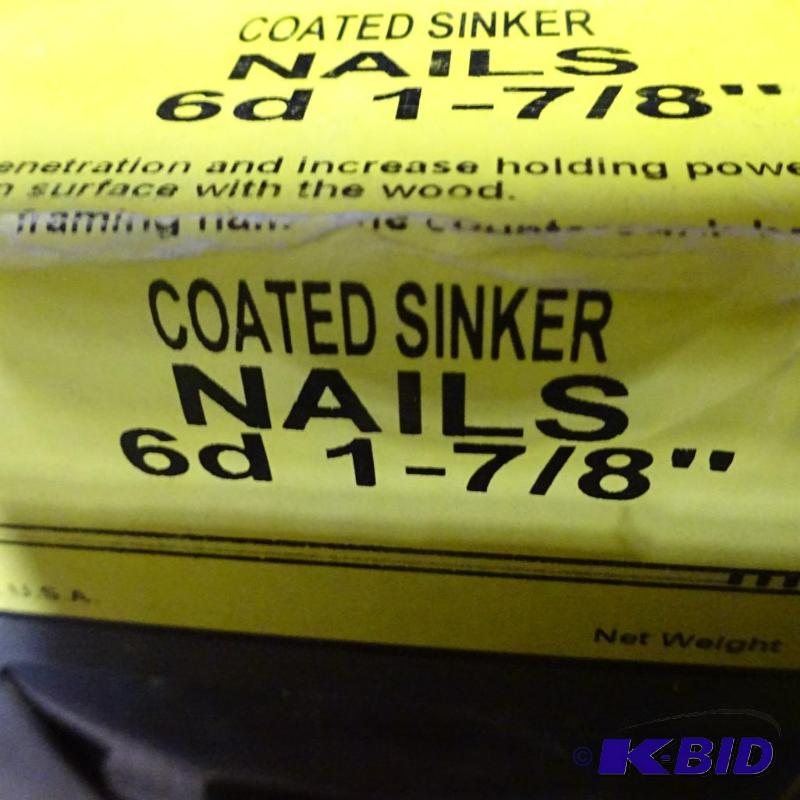 COATED SINKER
NAILS
6d 1-7/8"
enetration and increase holding powe
n surface with the wood.
framing
COATED SINKER
NAILS
6d 1-7/8"
U.S.A.
Net Weight
© K-BID